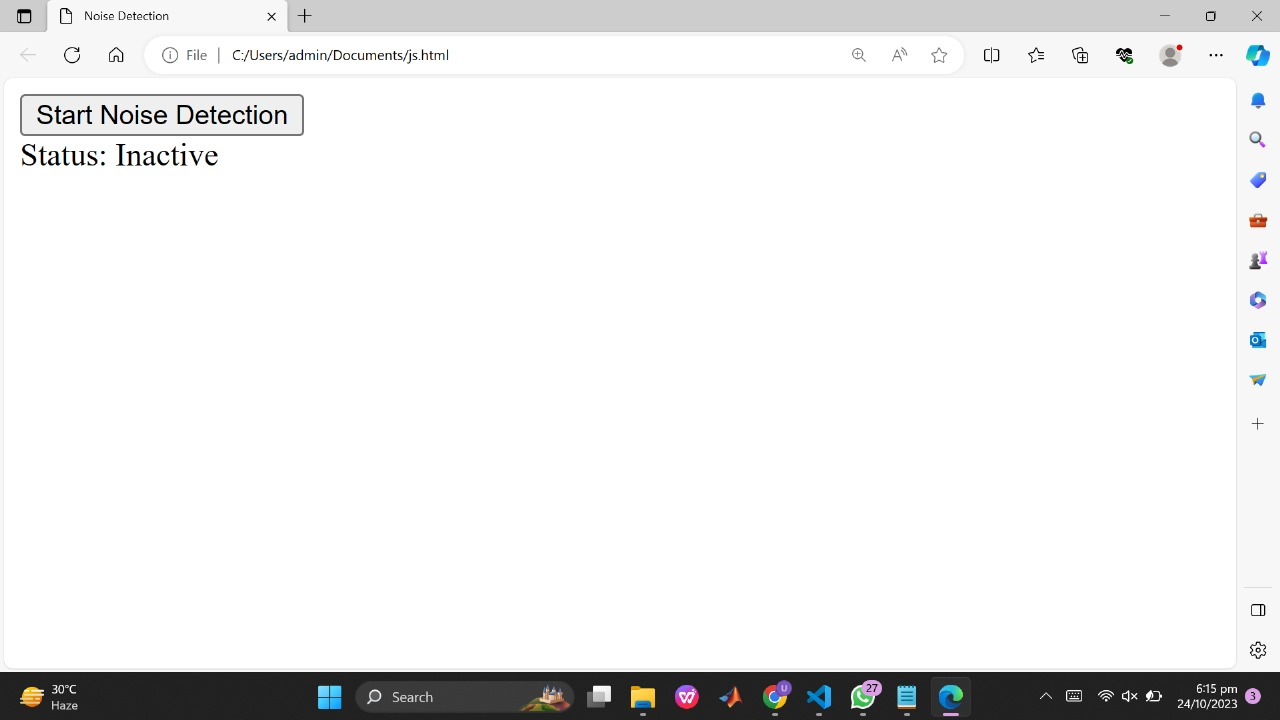 Noise Detection
File
C:/Users/admin/Documents/js.html
Start Noise Detection
Status: Inactive
30°C
Haze
Search
U
27
6:15 pm
24/10/2023
3